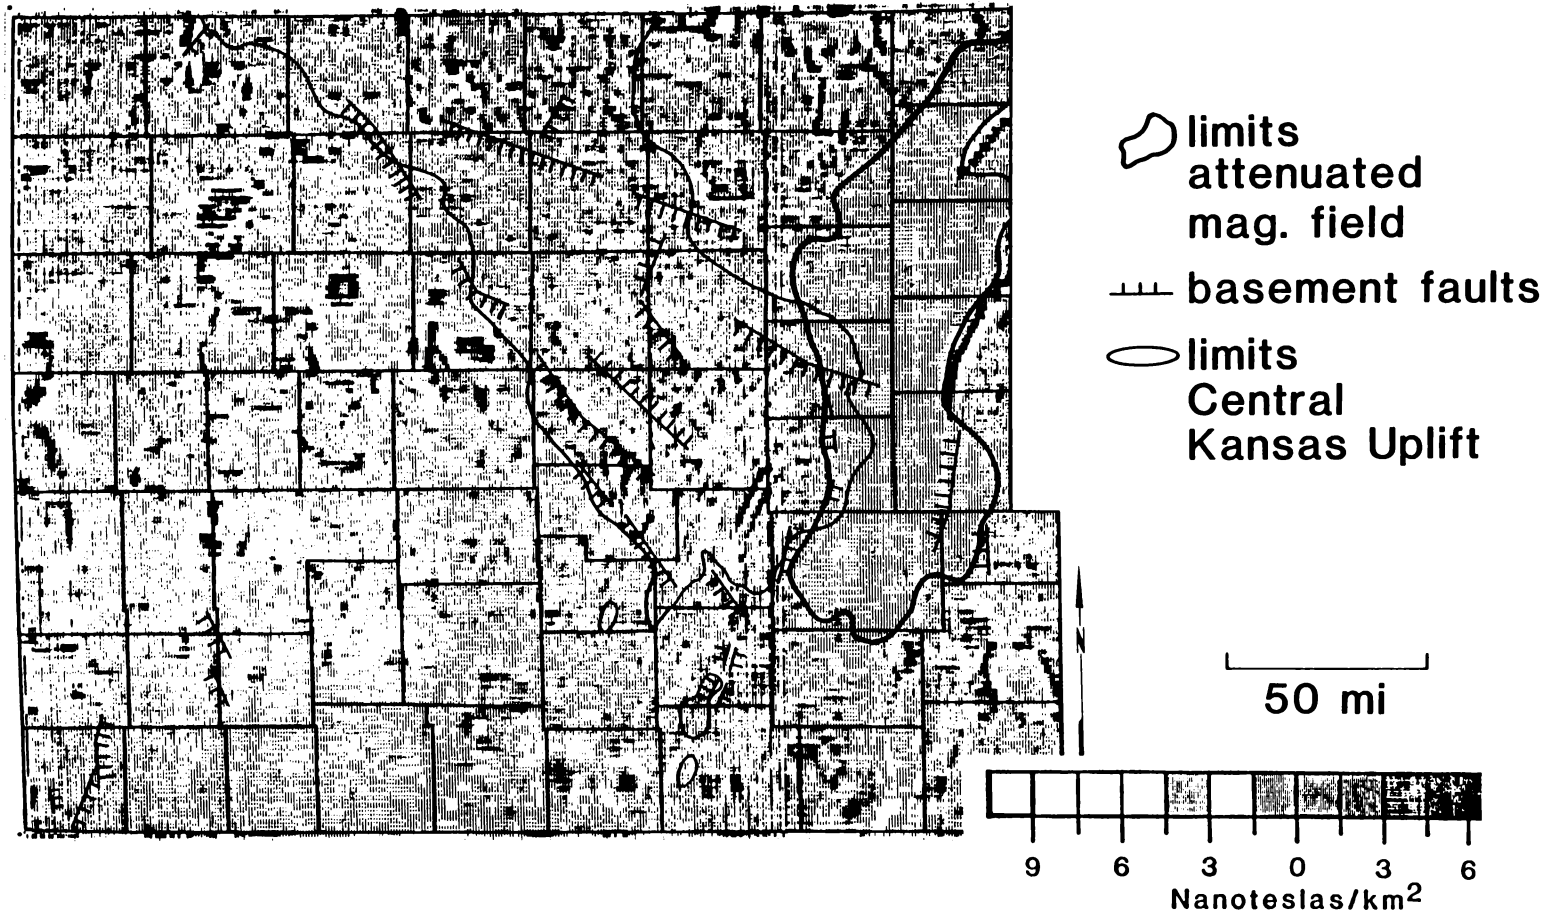 limits
attenuated
mag. field
basement faults
limits
Central
Kansas Uplift
N
50 mi
9 6 3 0 3 6
Nanoteslas/km²